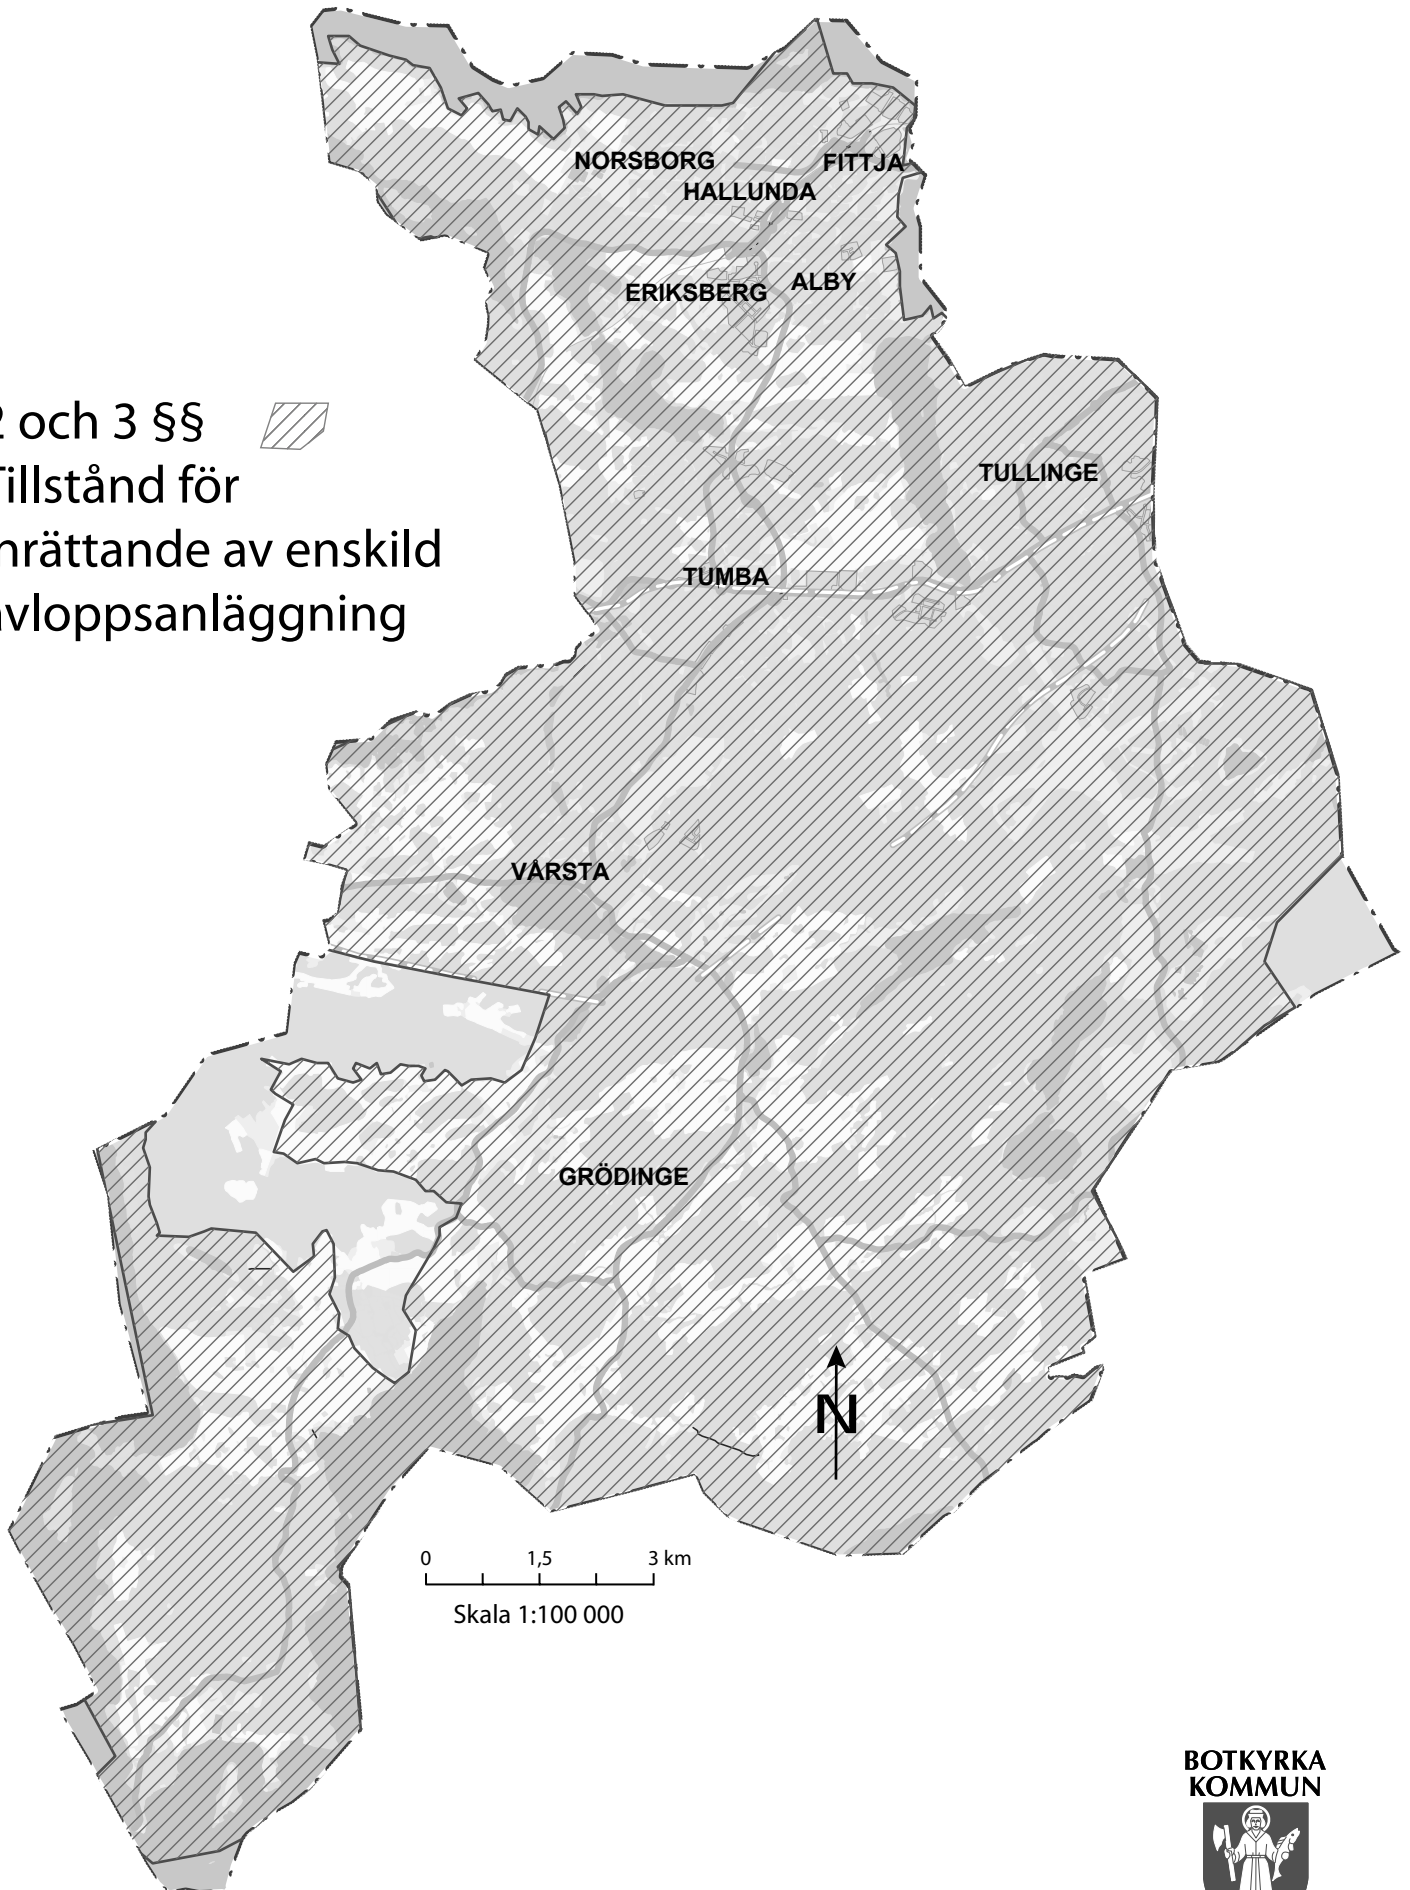 NORSBORG
FITTJA
HALLUNDA
ALBY
ERIKSBERG
2 och 3 §§
Tillstånd för
nrättande av enskild
avloppsanläggning
TULLINGE
TUMBA
VÅRSTA
GRÖDINGE
N
0 1,5 3 km
Skala 1:100 000
BOTKYRKA
KOMMUN